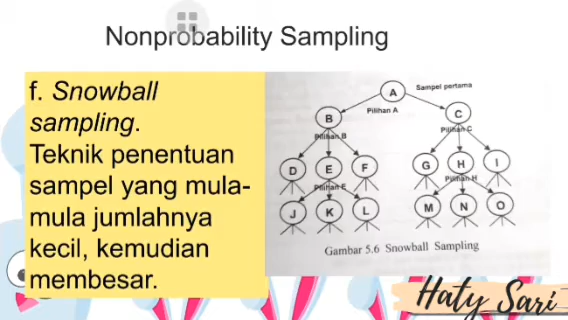 Nonprobability Sampling
f. Snowball
sampling.
Teknik penentuan
sampel yang mula-
mula jumlahnya
kecil, kemudian
membesar.
A
Sampel pertama
Pilihan A
B
C
Pilihan B
Pilihan C
D
E
F
G
H
I
Pilihan E
Pilihan H
J
K
L
M
N
O
Gambar 5.6 Snowball Sampling
Haty Sari